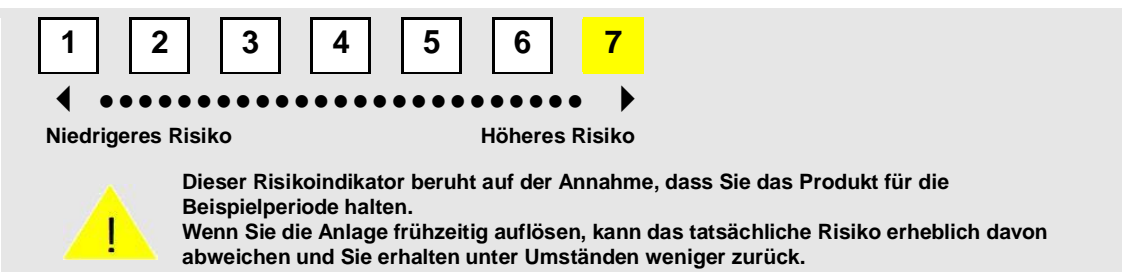 1 2 3 4 5 6 7
Niedrigeres Risiko Höheres Risiko
Dieser Risikoindikator beruht auf der Annahme, dass Sie das Produkt für die
Beispielperiode halten.
!
Wenn Sie die Anlage frühzeitig auflösen, kann das tatsächliche Risiko erheblich davon
abweichen und Sie erhalten unter Umständen weniger zurück.